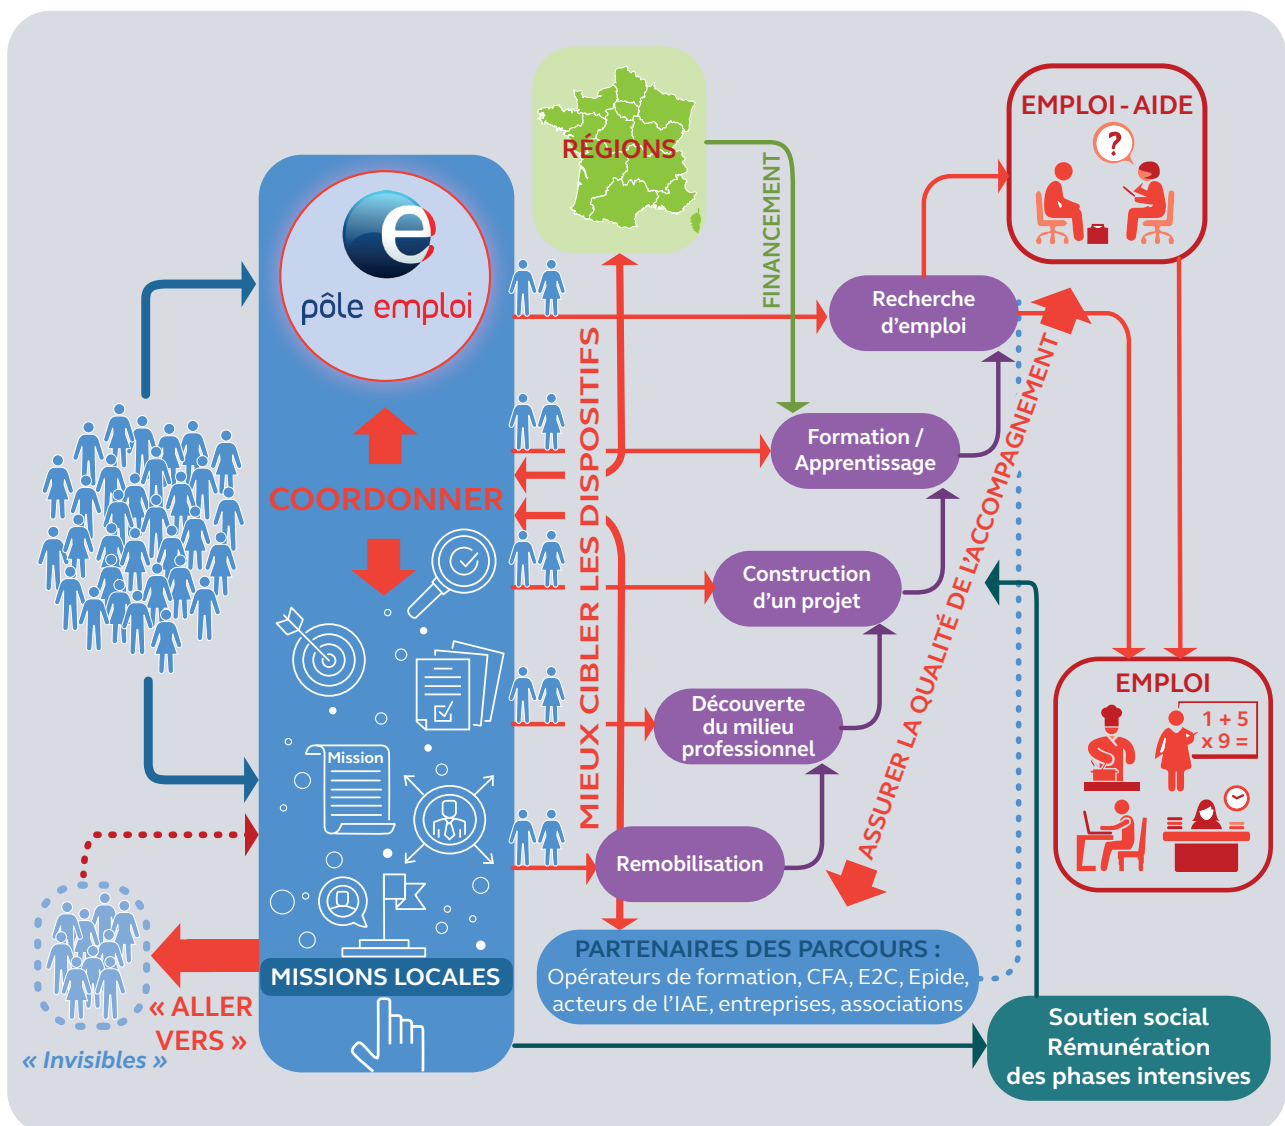 EMPLOI - AIDE
?
RÉGIONS
FINANCEMENT
e
pôle emploi
Recherche
d'emploi
MIEUX CIBLER LES DISPOSITIFS
Formation /
Apprentissage
COORDONNER
ASSURER LA QUALITÉ DE L'ACCOMPAGNEMENT
Construction
d'un projet
Découverte
du milieu
professionnel
EMPLOI
1 + 5
x 9 =
Mission
Remobilisation
PARTENAIRES DES PARCOURS :
Opérateurs de formation, CFA, E2C, Epide,
acteurs de l'IAE, entreprises, associations
MISSIONS LOCALES
« ALLER
VERS »
« Invisibles »
Soutien social
Rémunération
des phases intensives